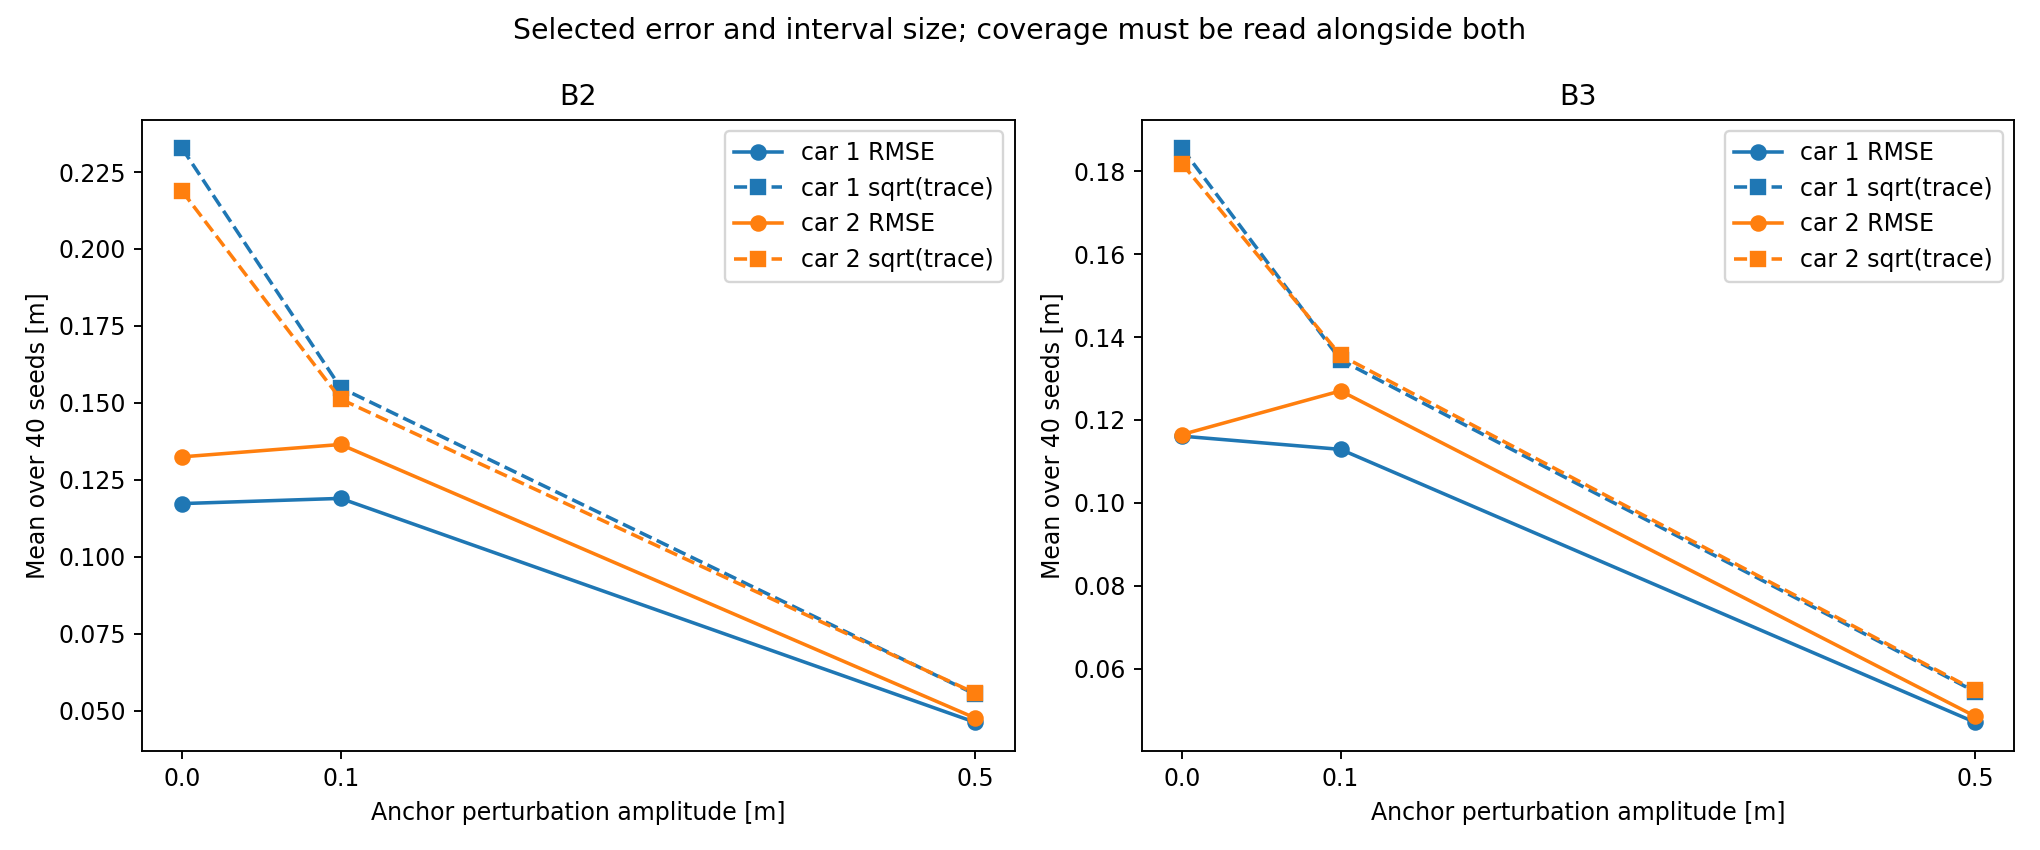 Selected error and interval size; coverage must be read alongside both
B2
Mean over 40 seeds [m]
0.225
0.200
0.175
0.150
0.125
0.100
0.075
0.050
car 1 RMSE
car 1 sqrt(trace)
car 2 RMSE
car 2 sqrt(trace)
0.0 0.1 0.5
Anchor perturbation amplitude [m]
B3
Mean over 40 seeds [m]
0.18
0.16
0.14
0.12
0.10
0.08
0.06
car 1 RMSE
car 1 sqrt(trace)
car 2 RMSE
car 2 sqrt(trace)
0.0 0.1 0.5
Anchor perturbation amplitude [m]